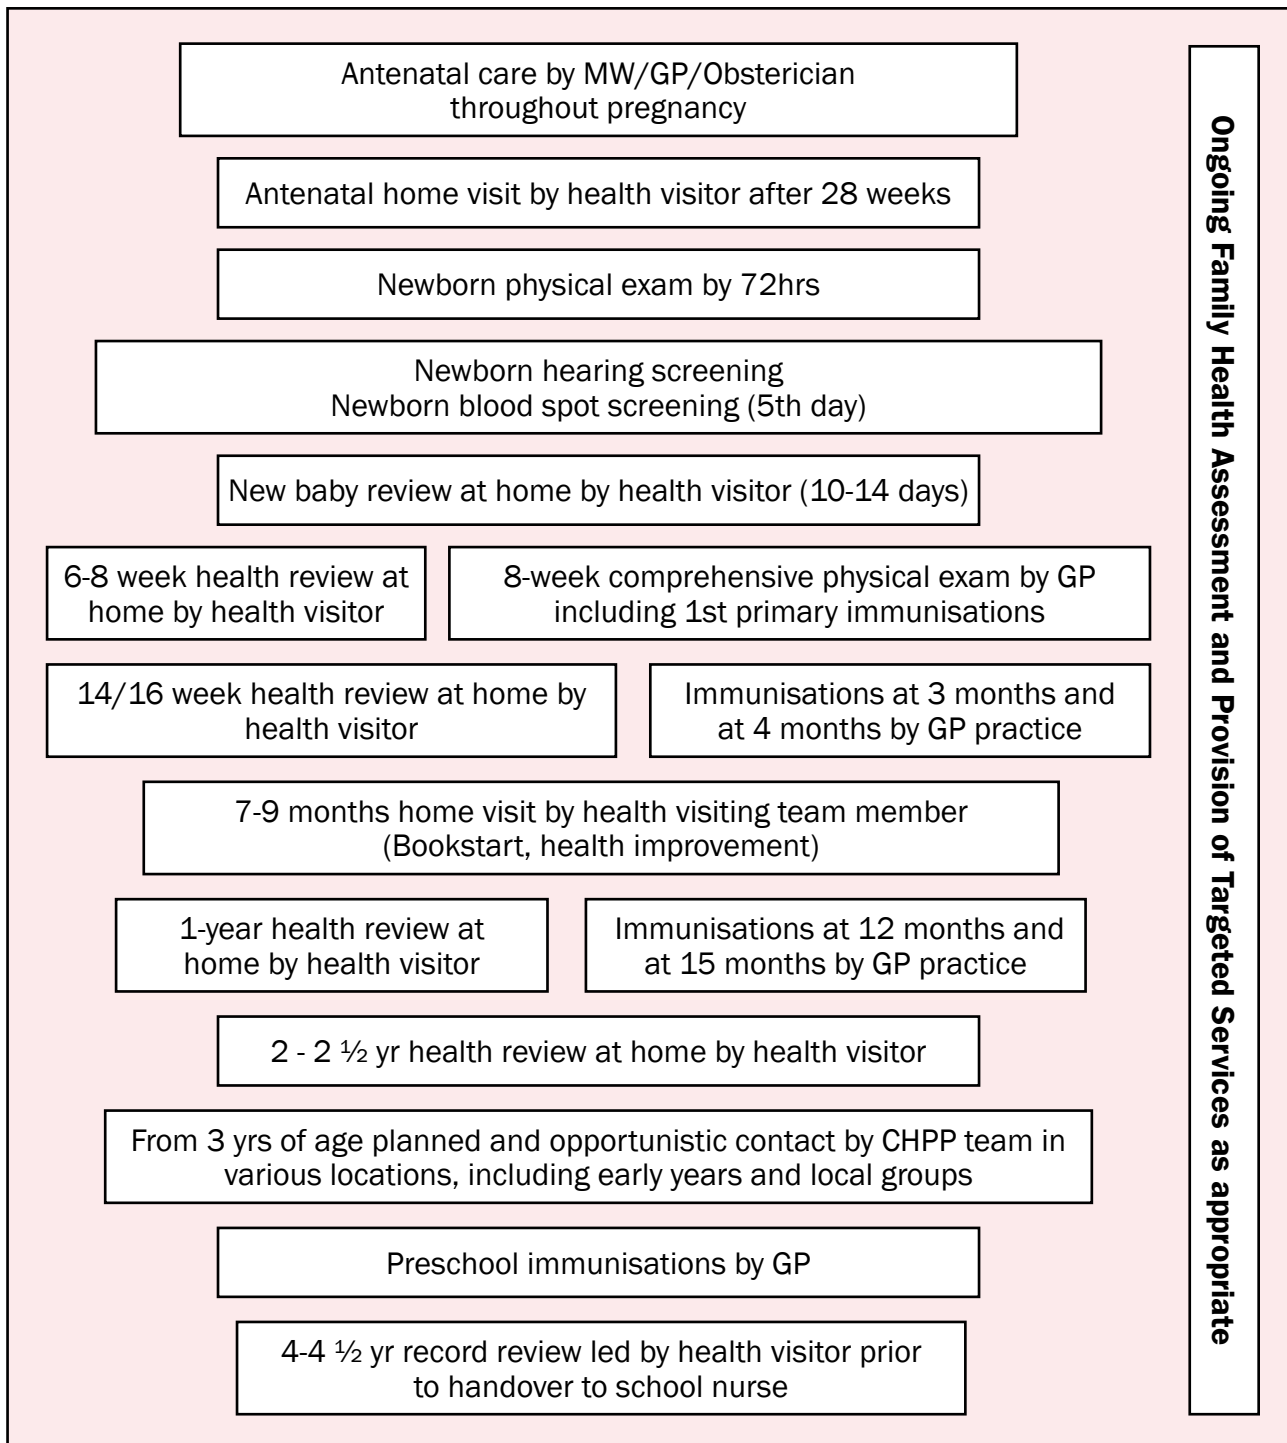 Antenatal care by MW/GP/Obsterician
throughout pregnancy
Antenatal home visit by health visitor after 28 weeks
Newborn physical exam by 72hrs
Newborn hearing screening
Newborn blood spot screening (5th day)
New baby review at home by health visitor (10-14 days)
6-8 week health review at
home by health visitor
8-week comprehensive physical exam by GP
including 1st primary immunisations
14/16 week health review at home by
health visitor
Immunisations at 3 months and
at 4 months by GP practice
7-9 months home visit by health visiting team member
(Bookstart, health improvement)
1-year health review at
home by health visitor
Immunisations at 12 months and
at 15 months by GP practice
2 - 2 ½ yr health review at home by health visitor
From 3 yrs of age planned and opportunistic contact by CHPP team in
various locations, including early years and local groups
Preschool immunisations by GP
4-4 ½ yr record review led by health visitor prior
to handover to school nurse
Ongoing Family Health Assessment and Provision of Targeted Services as appropriate